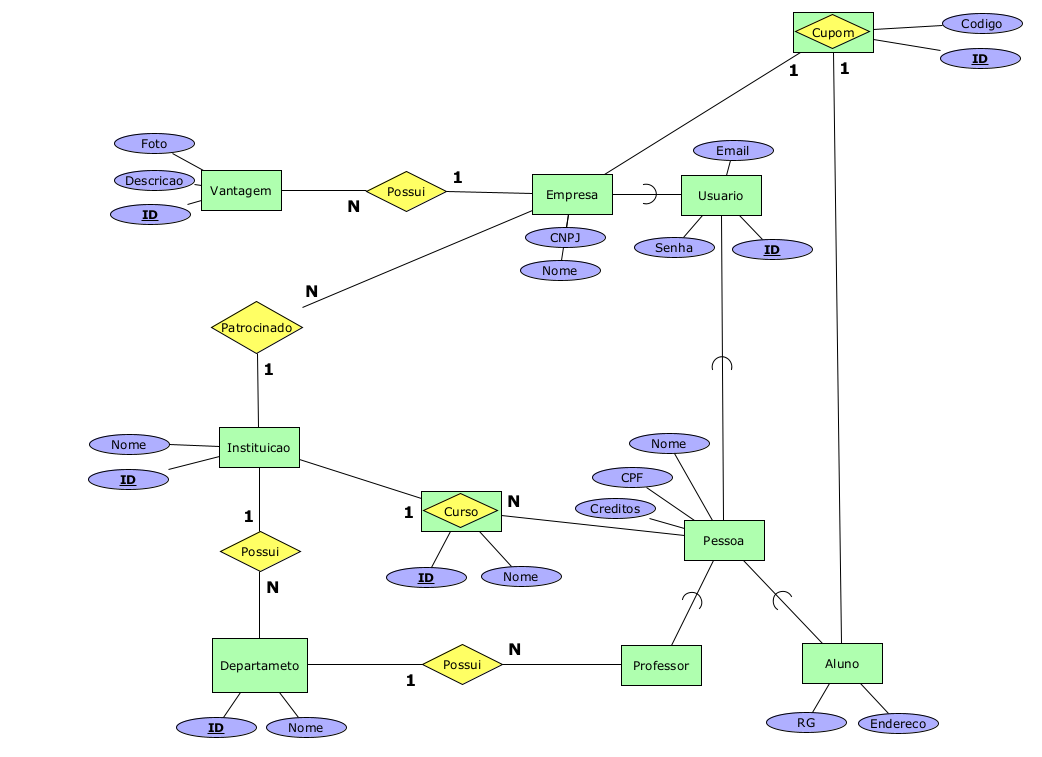 Codigo
Cupom
ID
1
1
Foto
Email
Descricao
Vantagem
Possui
1
N
Empresa
Usuario
ID
CNPJ
Senha
ID
Nome
N
Patrocinado
1
Nome
Instituicao
Nome
ID
CPF
Creditos
N
1
Curso
1
Pessoa
Possui
ID
Nome
N
Departameto
Possui
N
1
Professor
Aluno
ID
Nome
RG
Endereco